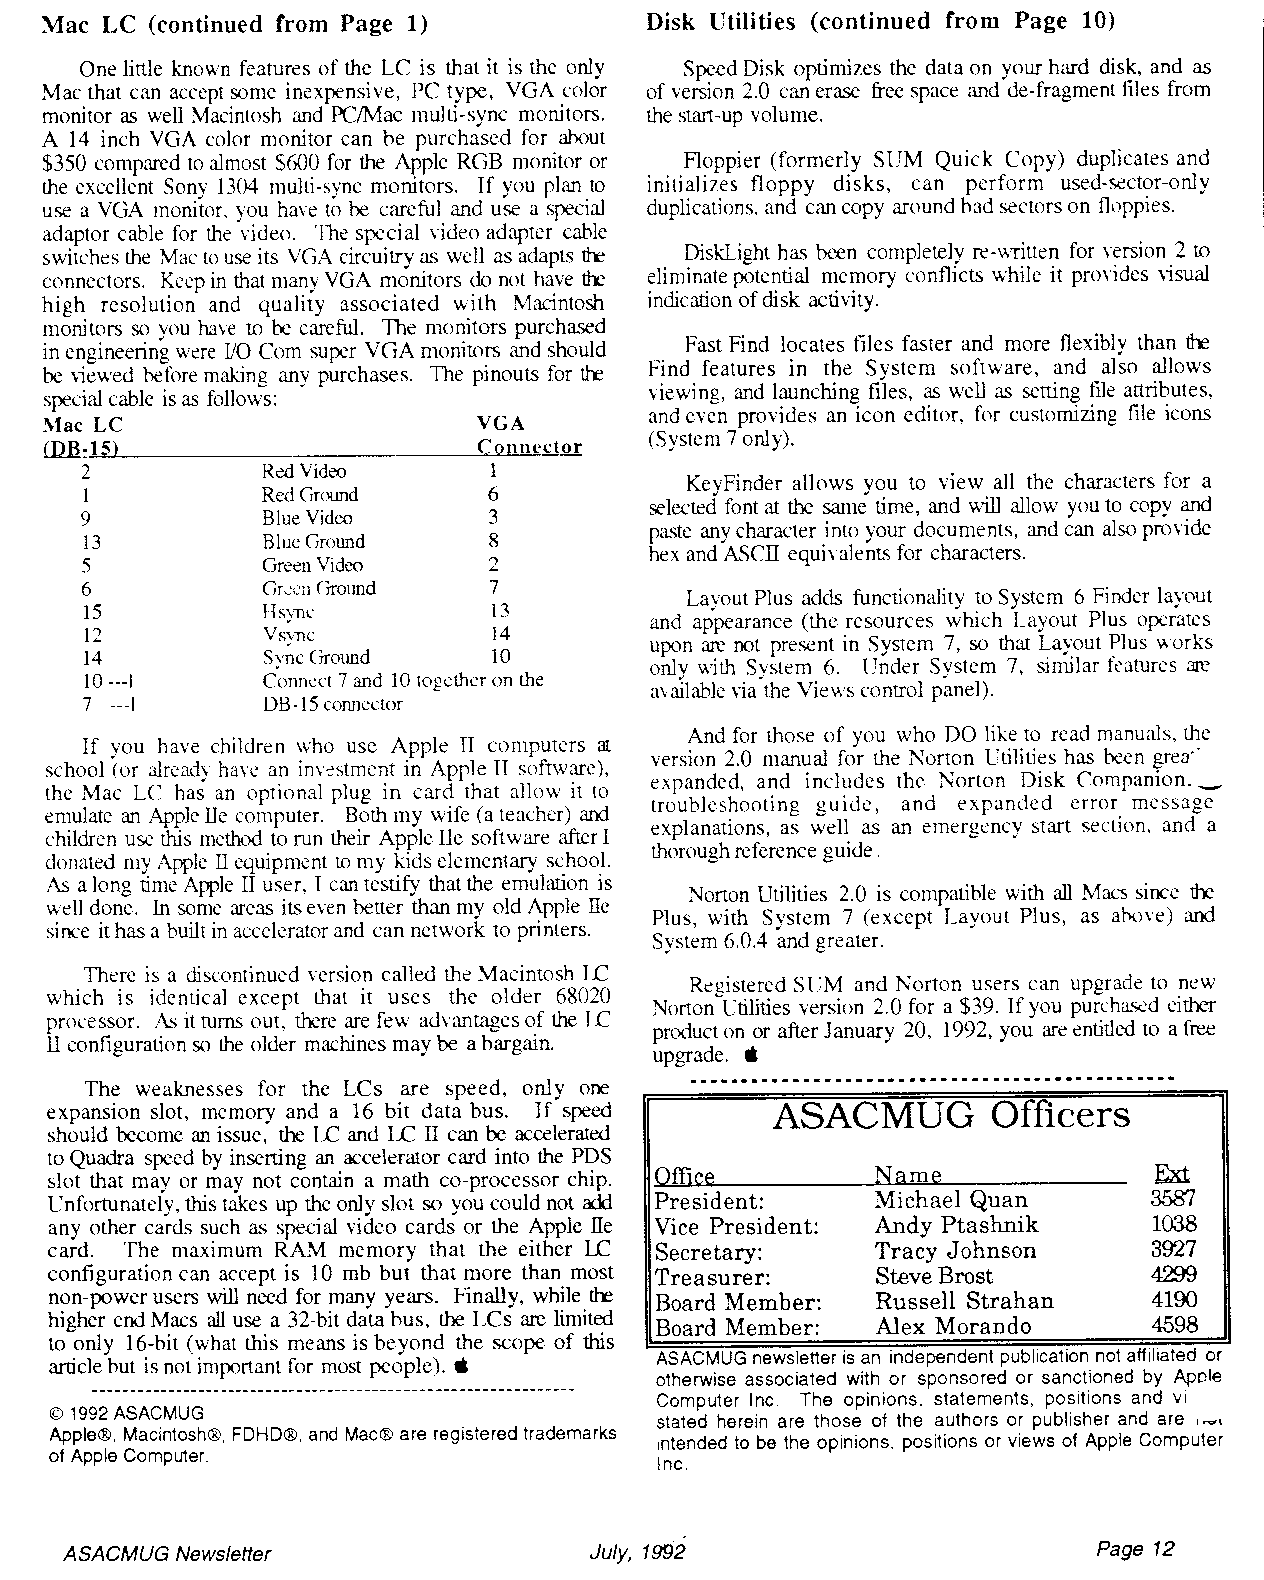 Mac LC (continued from Page 1)
One little known features of the LC is that it is the only
Mac that can accept some inexpensive, PC type, VGA color
monitor as well Macintosh and PC/Mac multi-sync monitors.
A 14 inch VGA color monitor can be purchased for about
$350 compared to almost $600 for the Apple RGB monitor or
the excellent Sony 1304 multi-sync monitors. If you plan to
use a VGA monitor, you have to be careful and use a special
adaptor cable for the video. The special video adapter cable
switches the Mac to use its VGA circuitry as well as adapts the
connectors. Keep in that many VGA monitors do not have the
high resolution and quality associated with Macintosh
monitors so you have to be careful. The monitors purchased
in engineering were I/O Com super VGA monitors and should
be viewed before making any purchases. The pinouts for the
special cable is as follows:
Mac LC VGA
(DB-15) Connector
2 Red Video 1
1 Red Ground 6
9 Blue Video 3
13 Blue Ground 8
5 Green Video 2
6 Green Ground 7
15 Hsync 13
12 Vsync 14
14 Sync Ground 10
10 ---I Connect 7 and 10 together on the
7 ---I DB-15 connector
If you have children who use Apple II computers at
school (or already have an investment in Apple II software),
the Mac LC has an optional plug in card that allow it to
emulate an Apple IIe computer. Both my wife (a teacher) and
children use this method to run their Apple IIe software after I
donated my Apple II equipment to my kids elementary school.
As a long time Apple II user, I can testify that the emulation is
well done. In some areas its even better than my old Apple IIe
since it has a built in accelerator and can network to printers.
There is a discontinued version called the Macintosh LC
which is identical except that it uses the older 68020
processor. As it turns out, there are few advantages of the LC
II configuration so the older machines may be a bargain.
The weaknesses for the LCs are speed, only one
expansion slot, memory and a 16 bit data bus. If speed
should become an issue, the LC and LC II can be accelerated
to Quadra speed by inserting an accelerator card into the PDS
slot that may or may not contain a math co-processor chip.
Unfortunately, this takes up the only slot so you could not add
any other cards such as special video cards or the Apple IIe
card. The maximum RAM memory that the either LC
configuration can accept is 10 mb but that more than most
non-power users will need for many years. Finally, while the
higher end Macs all use a 32-bit data bus, the LCs are limited
to only 16-bit (what this means is beyond the scope of this
article but is not important for most people).
© 1992 ASACMUG
Apple®, Macintosh®, FDHD®, and Mac® are registered trademarks
of Apple Computer.
Disk Utilities (continued from Page 10)
Speed Disk optimizes the data on your hard disk, and as
of version 2.0 can erase free space and de-fragment files from
the start-up volume.
Floppier (formerly SUM Quick Copy) duplicates and
initializes floppy disks, can perform used-sector-only
duplications, and can copy around bad sectors on floppies.
DiskLight has been completely re-written for version 2 to
eliminate potential memory conflicts while it provides visual
indication of disk activity.
Fast Find locates files faster and more flexibly than the
Find features in the System software, and also allows
viewing, and launching files, as well as setting file attributes,
and even provides an icon editor, for customizing file icons
(System 7 only).
KeyFinder allows you to view all the characters for a
selected font at the same time, and will allow you to copy and
paste any character into your documents, and can also provide
hex and ASCII equivalents for characters.
Layout Plus adds functionality to System 6 Finder layout
and appearance (the resources which Layout Plus operates
upon are not present in System 7, so that Layout Plus works
only with System 6. Under System 7, similar features are
available via the Views control panel).
And for those of you who DO like to read manuals, the
version 2.0 manual for the Norton Utilities has been
expanded, and includes the Norton Disk Companion.
troubleshooting guide, and expanded error message
explanations, as well as an emergency start section, and a
thorough reference guide.
Norton Utilities 2.0 is compatible with all Macs since the
Plus, with System 7 (except Layout Plus, as above) and
System 6.0.4 and greater.
Registered SUM and Norton users can upgrade to new
Norton Utilities version 2.0 for a $39. If you purchased either
product on or after January 20, 1992, you are entitled to a free
upgrade.
ASACMUG Officers
Office Name Ext
President: Michael Quan 3587
Vice President: Andy Ptashnik 1038
Secretary: Tracy Johnson 3927
Treasurer: Steve Brost 4299
Board Member: Russell Strahan 4190
Board Member: Alex Morando 4598
ASACMUG newsletter is an independent publication not affiliated or
otherwise associated with or sponsored or sanctioned by Apple
Computer Inc. The opinions, statements, positions and
stated herein are those of the authors or publisher and are
intended to be the opinions, positions or views of Apple Computer
Inc.
ASACMUG Newsletter July, 1992 Page 12